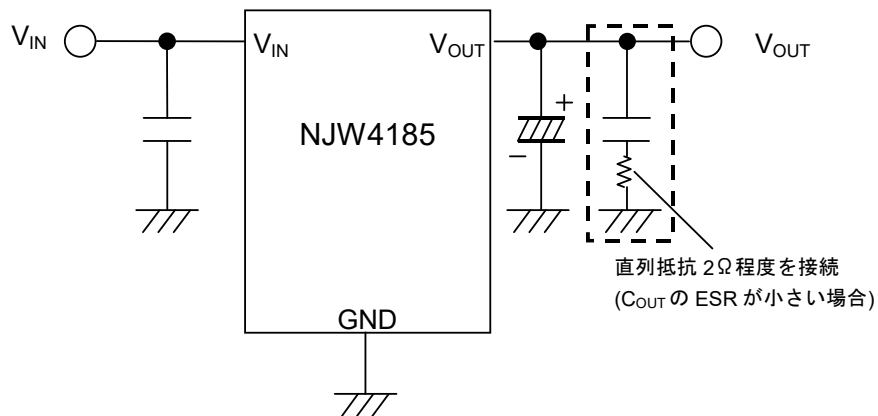 VIN
VIN
VOUT
VOUT
NJW4185
+
−
GND
直列抵抗 2Ω程度を接続
(COUT の ESR が小さい場合)